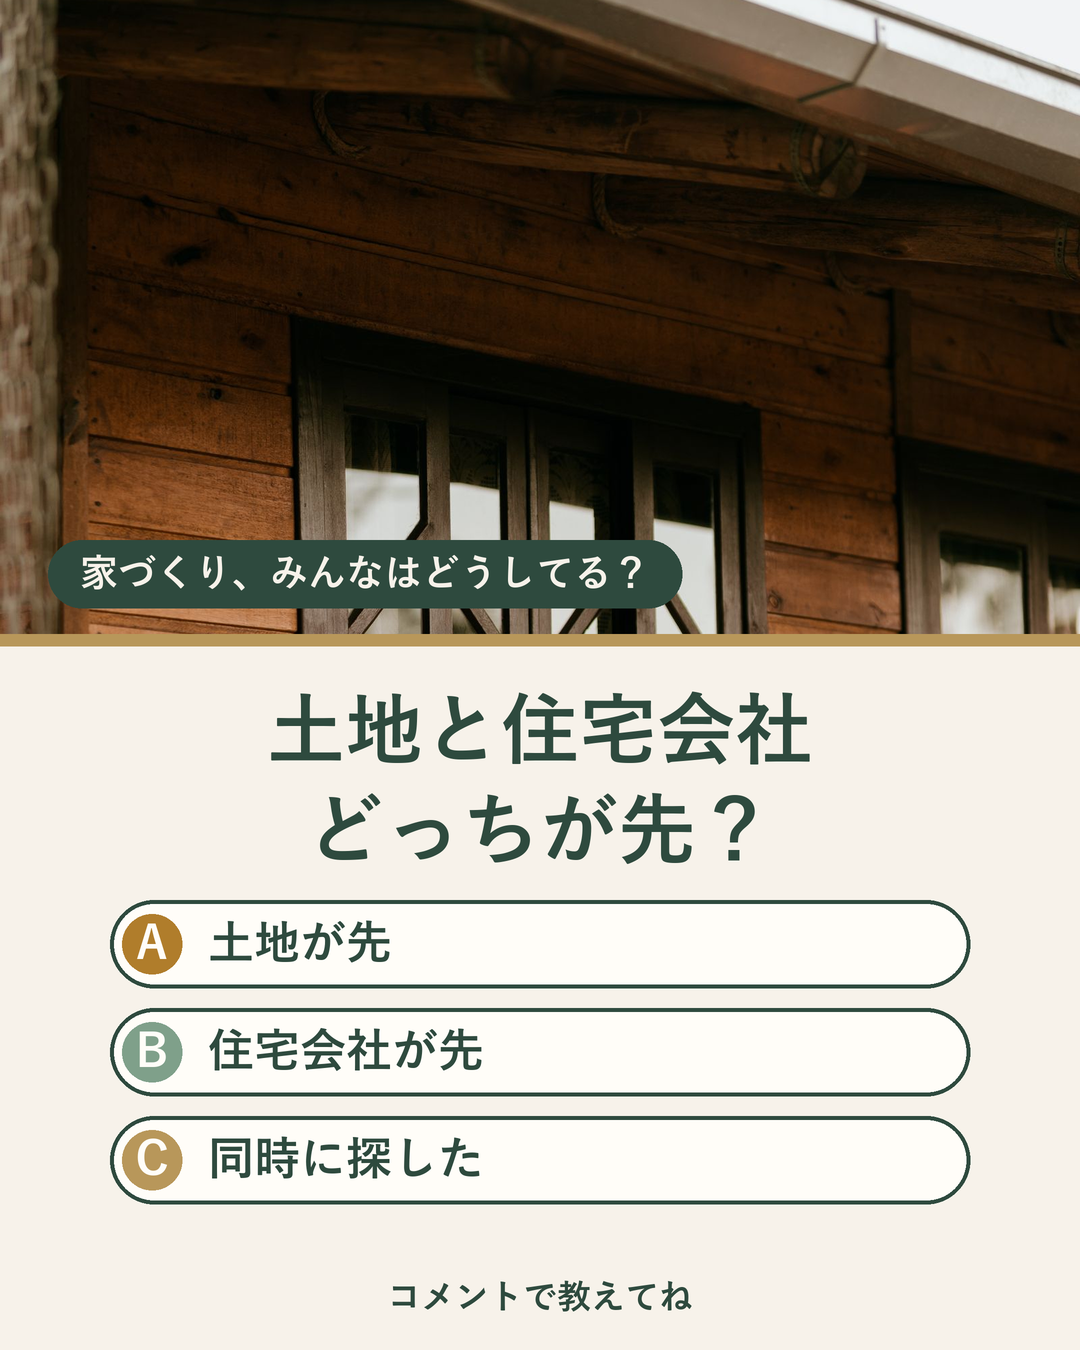 家づくり、みんなはどうしてる？
土地と住宅会社
どっちが先？
A 土地が先
B 住宅会社が先
C 同時に探した
コメントで教えてね